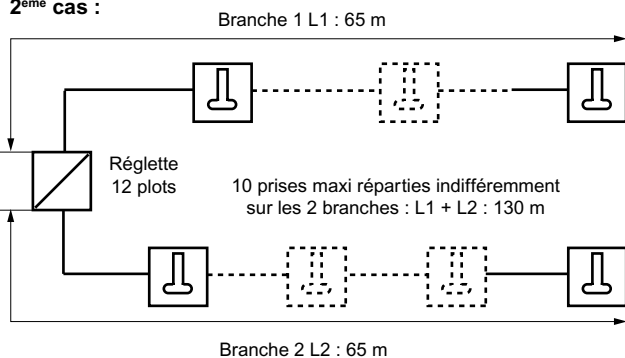 2ème cas :
Branche 1 L1 : 65 m
Réglette
12 plots
10 prises maxi réparties indifféremment
sur les 2 branches : L1 + L2 : 130 m
Branche 2 L2 : 65 m